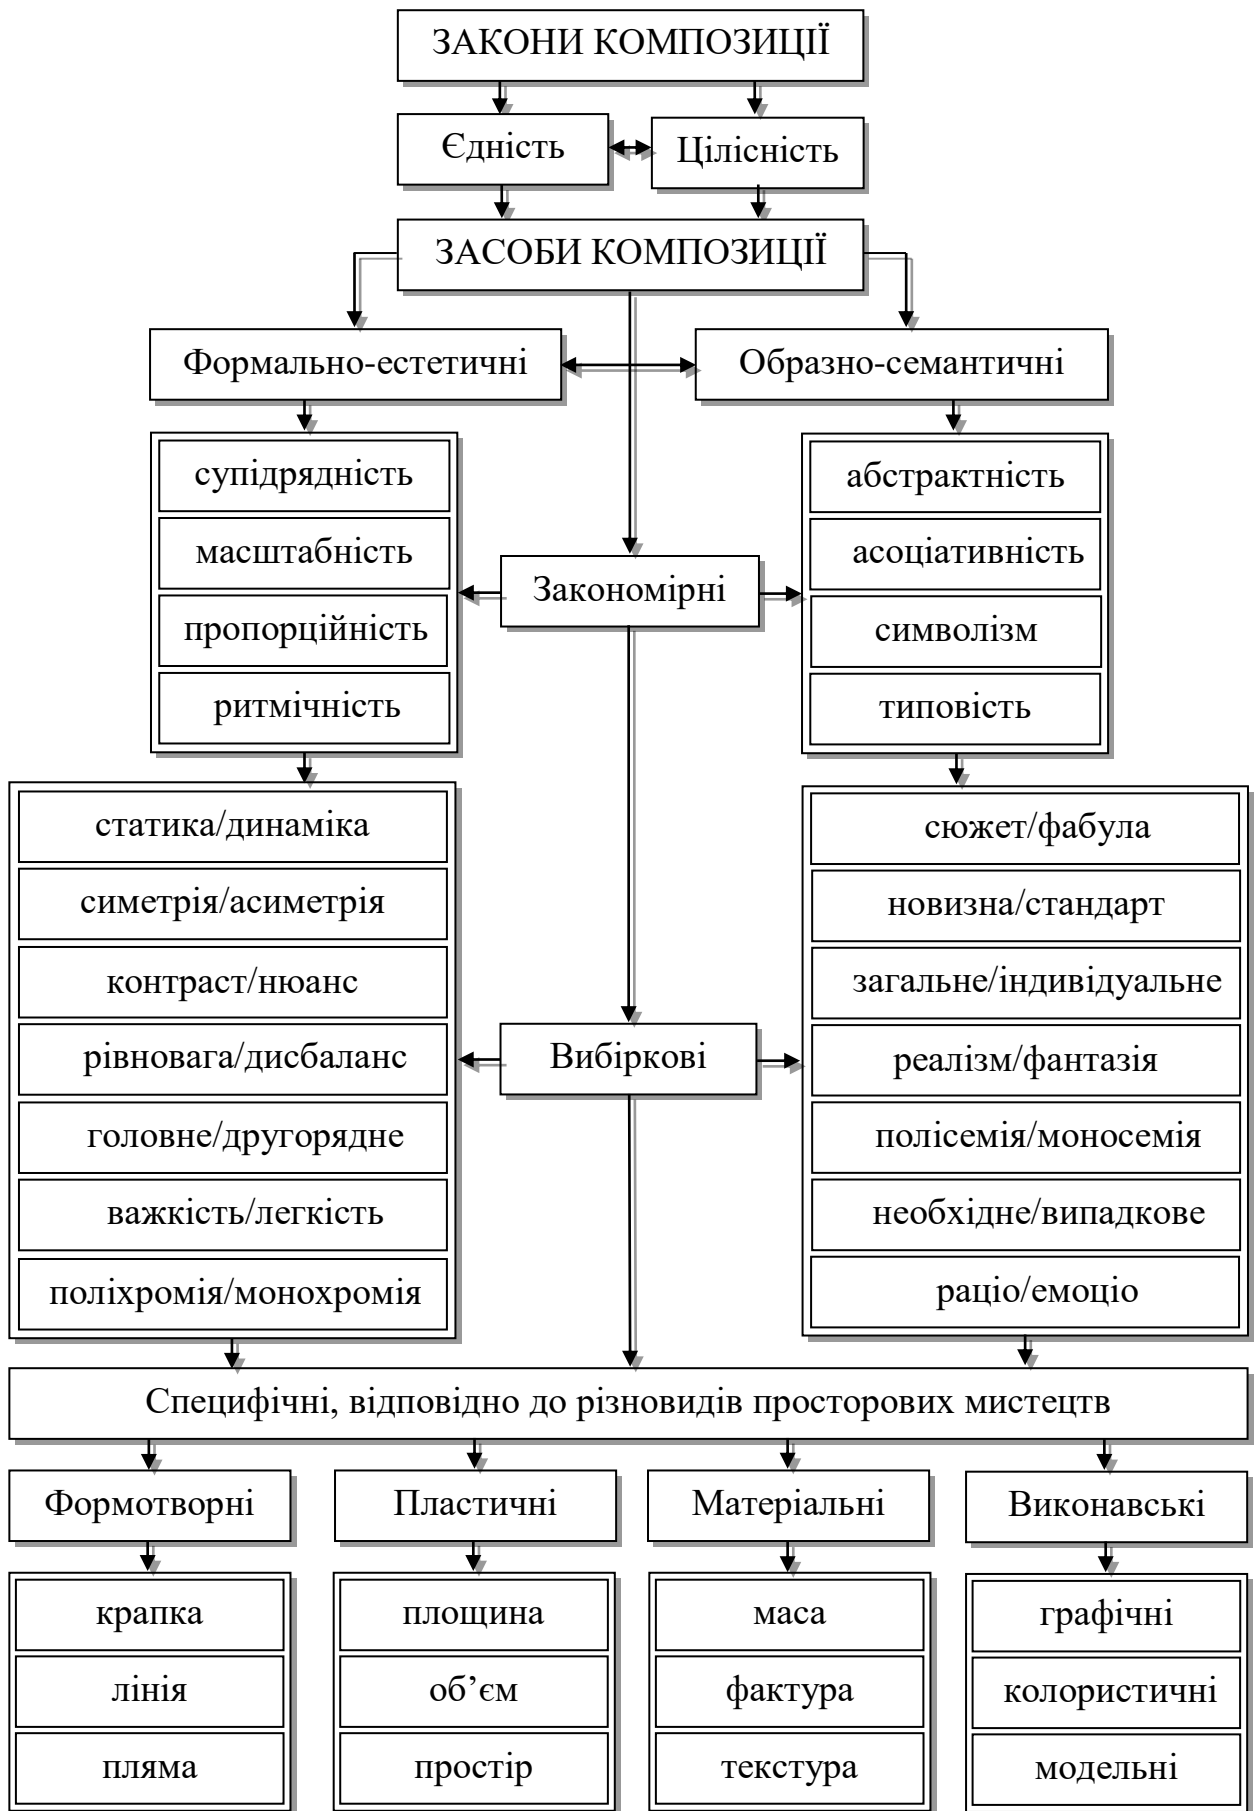 ЗАКОНИ КОМПОЗИЦІЇ
Єдність
Цілісність
ЗАСОБИ КОМПОЗИЦІЇ
Формально-естетичні
Образно-семантичні
супідрядність
масштабність
пропорційність
ритмічність
Закономірні
абстрактність
асоціативність
символізм
типовість
статика/динаміка
симетрія/асиметрія
контраст/нюанс
рівновага/дисбаланс
головне/другорядне
важкість/легкість
поліхромія/монохромія
Вибіркові
сюжет/фабула
новизна/стандарт
загальне/індивідуальне
реалізм/фантазія
полісемія/моносемія
необхідне/випадкове
раціо/емоціо
Специфічні, відповідно до різновидів просторових мистецтв
Формотворні
Пластичні
Матеріальні
Виконавські
крапка
лінія
пляма
площина
об’єм
простір
маса
фактура
текстура
графічні
колористичні
модельні